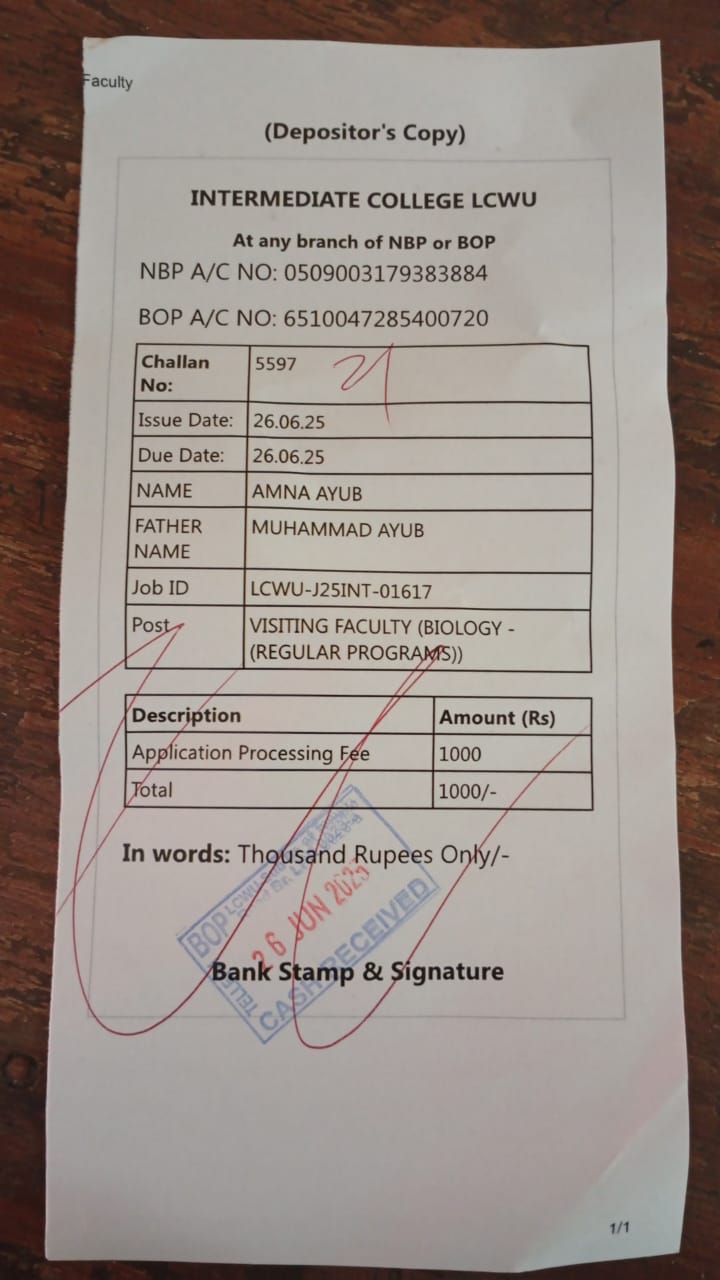 Faculty
(Depositor's Copy)
INTERMEDIATE COLLEGE LCWU
At any branch of NBP or BOP
NBP A/C NO: 0509003179383884
BOP A/C NO: 6510047285400720
Challan No: 5597
Issue Date: 26.06.25
Due Date: 26.06.25
NAME AMNA AYUB
FATHER NAME MUHAMMAD AYUB
Job ID LCWU-J25INT-01617
Post VISITING FACULTY (BIOLOGY -
(REGULAR PROGRAMS))
Description Amount (Rs)
Application Processing Fee 1000
Total 1000/-
In words: Thousand Rupees Only/-
BOP LCWU
26 JUN 2025
TELLER
CASH RECEIVED
Bank Stamp & Signature
1/1